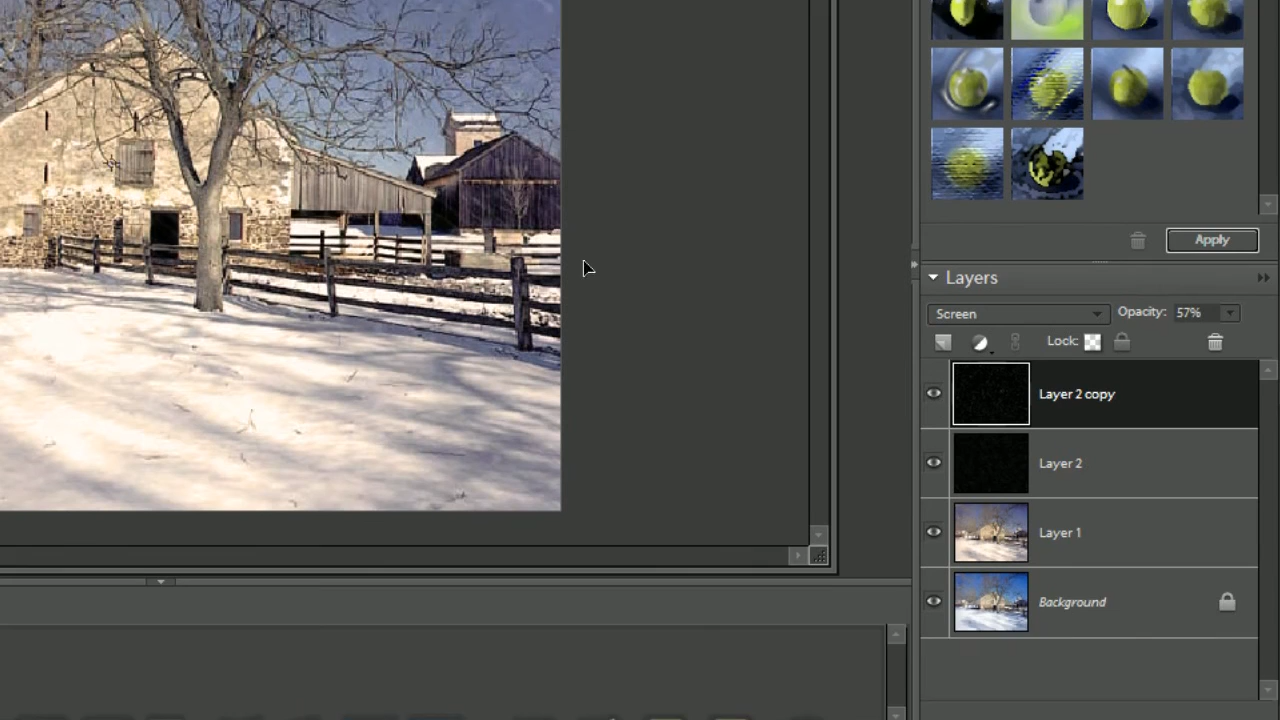 Apply
Layers
Screen
Opacity: 57%
Lock:
Layer 2 copy
Layer 2
Layer 1
Background